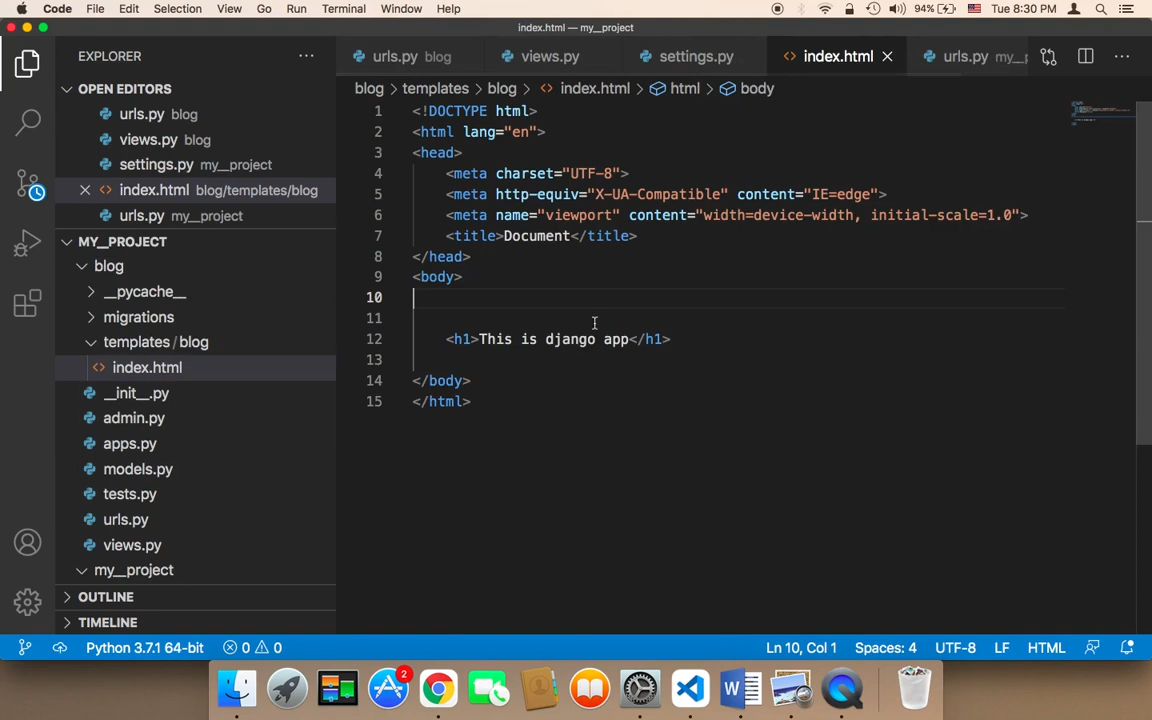 Code File Edit Selection View Go Run Terminal Window Help
94% Tue 8:30 PM
index.html — my__project
EXPLORER
OPEN EDITORS
urls.py blog
views.py blog
settings.py my__project
index.html blog/templates/blog
urls.py my__project
MY__PROJECT
blog
__pycache__
migrations
templates/blog
index.html
__init__.py
admin.py
apps.py
models.py
tests.py
urls.py
views.py
my__project
OUTLINE
TIMELINE
urls.py blog
views.py
settings.py
index.html
urls.py
blog > templates > blog > index.html > html > body
1 <!DOCTYPE html>
2 <html lang="en">
3 <head>
4 <meta charset="UTF-8">
5 <meta http-equiv="X-UA-Compatible" content="IE=edge">
6 <meta name="viewport" content="width=device-width, initial-scale=1.0">
7 <title>Document</title>
8 </head>
9 <body>
10
11
12 <h1>This is django app</h1>
13
14 </body>
15 </html>
Python 3.7.1 64-bit 0 0
Ln 10, Col 1 Spaces: 4 UTF-8 LF HTML
2
W